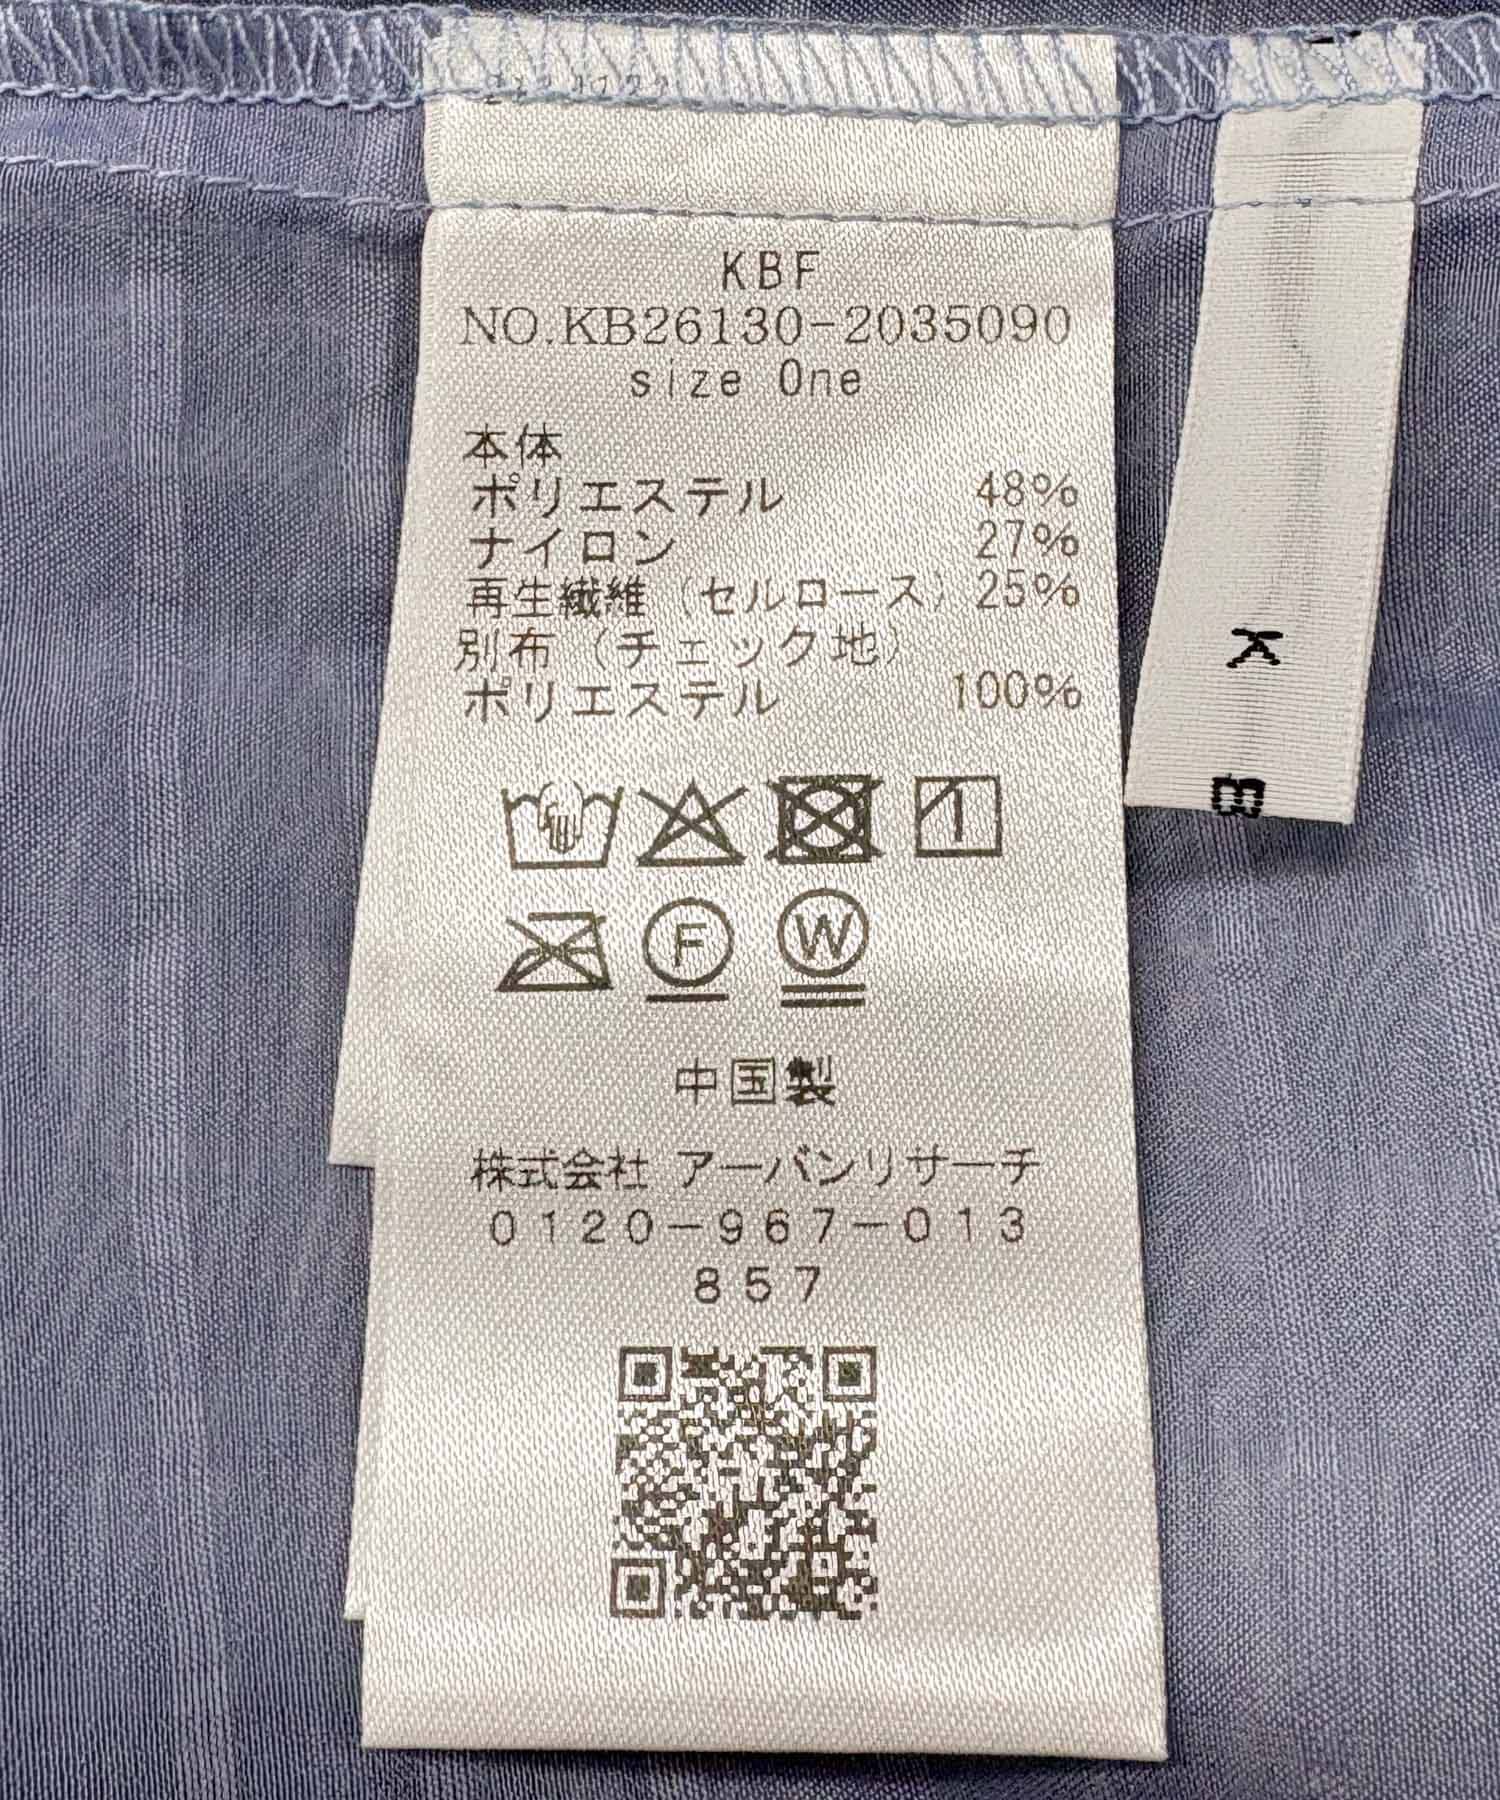 KBF
NO.KB26130-2035090
size One
本体
ポリエステル 48%
ナイロン 27%
再生繊維（セルロース）25%
別布（チェック地）
ポリエステル 100%
F W
中国製
株式会社 アーバンリサーチ
0120-967-013
857
K B